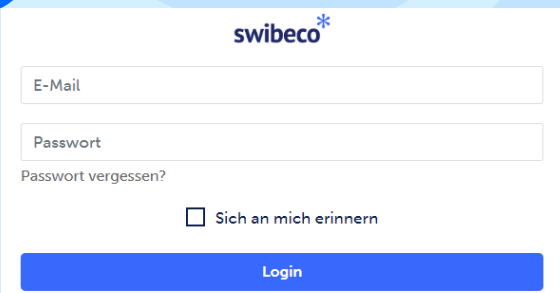 swibeco
E-Mail
Passwort
Passwort vergessen?
Sich an mich erinnern
Login